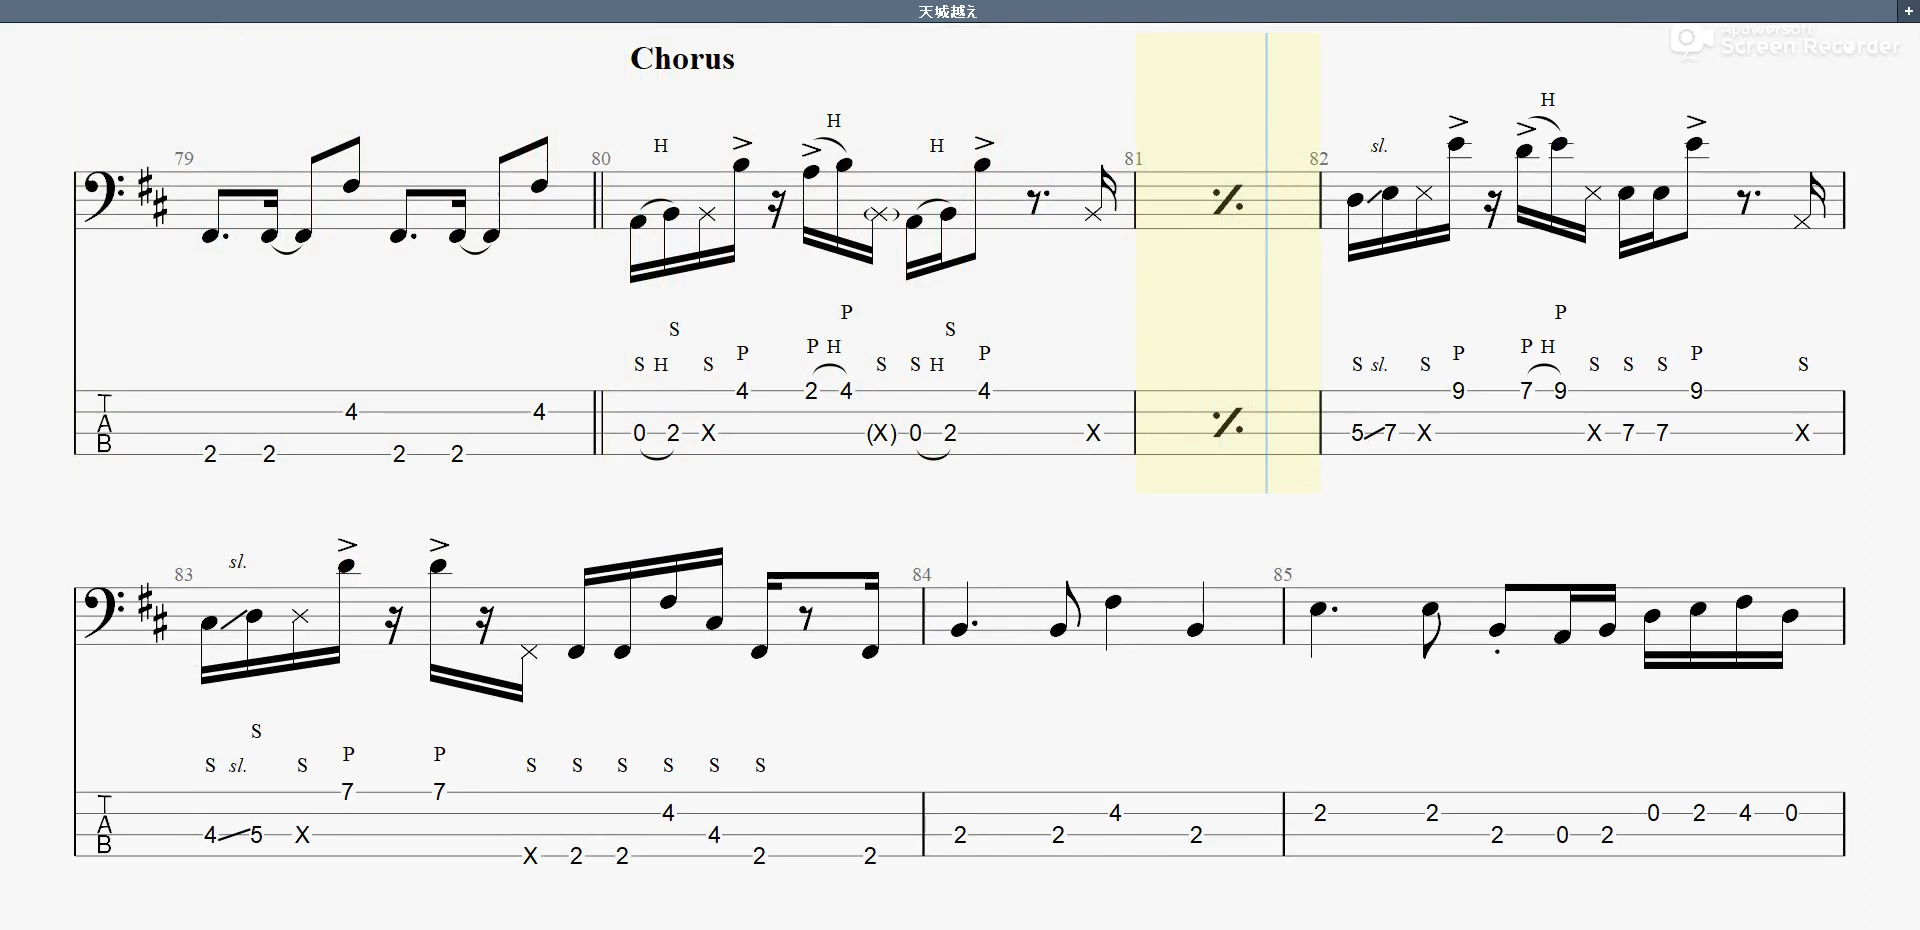 天城越え +
Apowersoft
Screen Recorder
Chorus
H
H H
sl.
H
79 80 81 82
P P
S S
P H P H
S H S P S S H P S sl. S P S S S P S
T
A
B
4 2 4 4 9 7 9 9
4 4
0 2 X (X) 0 2 X 5 7 X X 7 7 X
2 2 2 2
sl.
83 84 85
S
P P
S sl. S S S S S S S
T
A
B
7 7
4 4 2 2 0 2 4 0
4 5 X 4 2 2 2 2 0 2
X 2 2 2 2